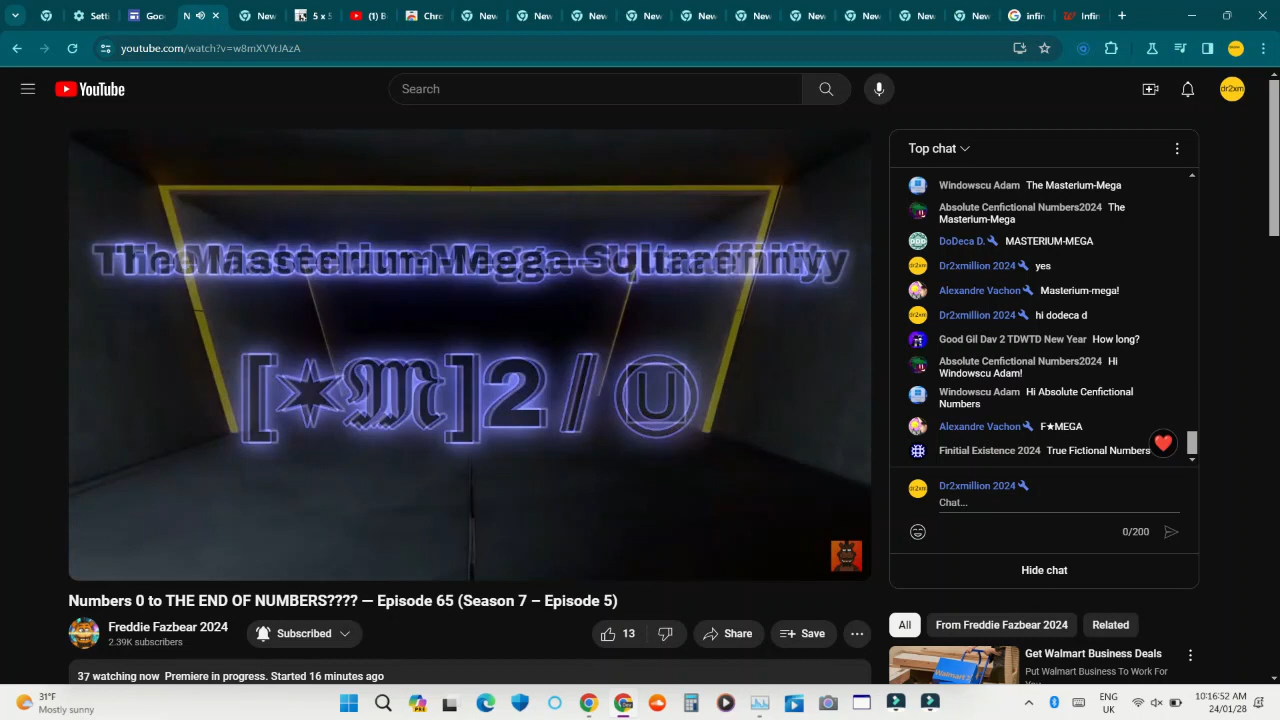 N
Setti
Goo
New
5 x 5
(1) B
Chro
New
New
New
New
New
New
New
New
New
New
infin
Infin
youtube.com/watch?v=w8mXVYrJAzA
YouTube
Search
dr2xm
[✶𝔐]2/U
Top chat
Windowscu Adam The Masterium-Mega
Absolute Cenfictional Numbers2024 The
Masterium-Mega
DoDeca D. MASTERIUM-MEGA
Dr2xmillion 2024 yes
Alexandre Vachon Masterium-mega!
Dr2xmillion 2024 hi dodeca d
Good Gil Dav 2 TDWTD New Year How long?
Absolute Cenfictional Numbers2024 Hi
Windowscu Adam!
Windowscu Adam Hi Absolute Cenfictional
Numbers
Alexandre Vachon F★MEGA
Finitial Existence 2024 True Fictional Numbers
Dr2xmillion 2024
Chat...
0/200
Hide chat
Numbers 0 to THE END OF NUMBERS???? — Episode 65 (Season 7 – Episode 5)
Freddie Fazbear 2024
2.39K subscribers
Subscribed
13
Share
Save
37 watching now Premiere in progress. Started 16 minutes ago
All
From Freddie Fazbear 2024
Related
Get Walmart Business Deals
Put Walmart Business To Work For
31°F
Mostly sunny
ENG
UK
10:16:52 AM
24/01/28